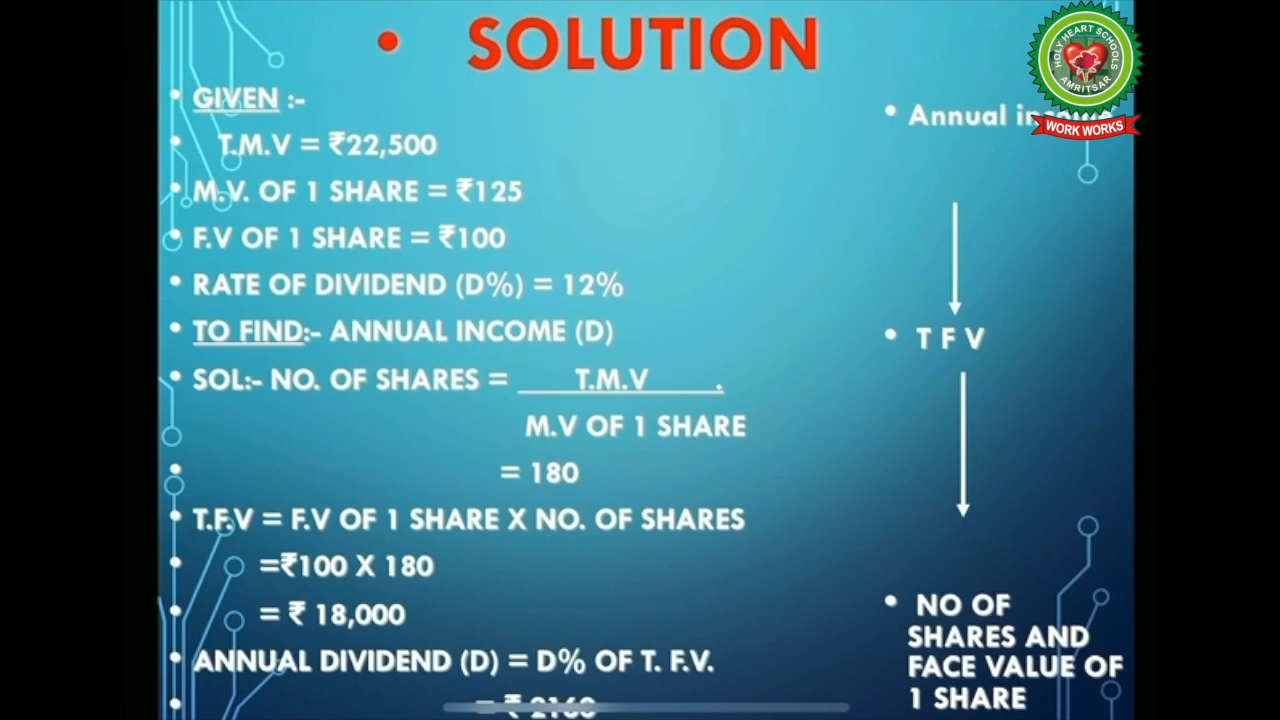 • SOLUTION
• GIVEN :-
• T.M.V = ₹22,500
• M.V. OF 1 SHARE = ₹125
• F.V OF 1 SHARE = ₹100
• RATE OF DIVIDEND (D%) = 12%
• TO FIND:- ANNUAL INCOME (D)
• SOL:- NO. OF SHARES = T.M.V .
M.V OF 1 SHARE
• = 180
• T.F.V = F.V OF 1 SHARE X NO. OF SHARES
• =₹100 X 180
• = ₹ 18,000
• ANNUAL DIVIDEND (D) = D% OF T. F.V.
• = ₹ 2160
• Annual income
• T F V
• NO OF
SHARES AND
FACE VALUE OF
1 SHARE
HOLY HEART SCHOOLS
AMRITSAR
WORK WORKS